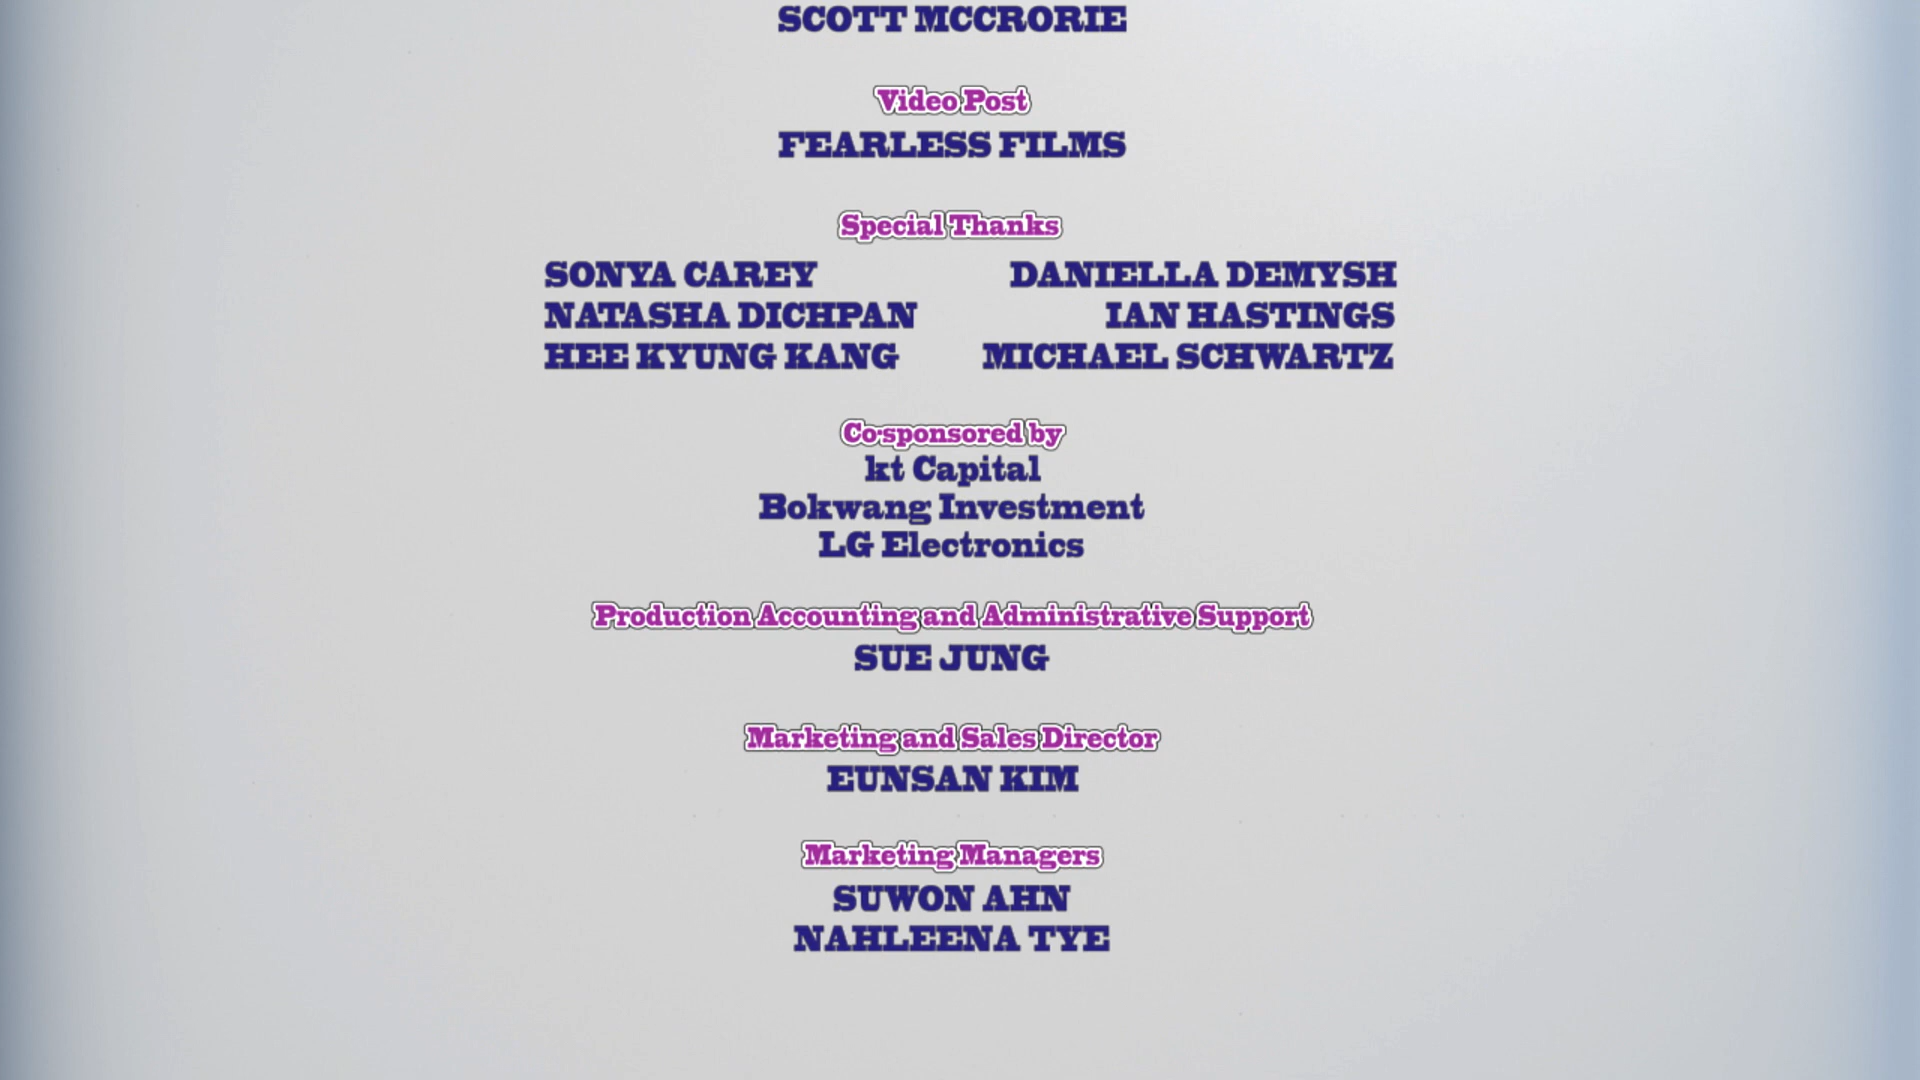 SCOTT MCCRORIE
Video Post
FEARLESS FILMS
Special Thanks
SONYA CAREY DANIELLA DEMYSH
NATASHA DICHPAN IAN HASTINGS
HEE KYUNG KANG MICHAEL SCHWARTZ
Co-sponsored by
kt Capital
Bokwang Investment
LG Electronics
Production Accounting and Administrative Support
SUE JUNG
Marketing and Sales Director
EUNSAN KIM
Marketing Managers
SUWON AHN
NAHLEENA TYE